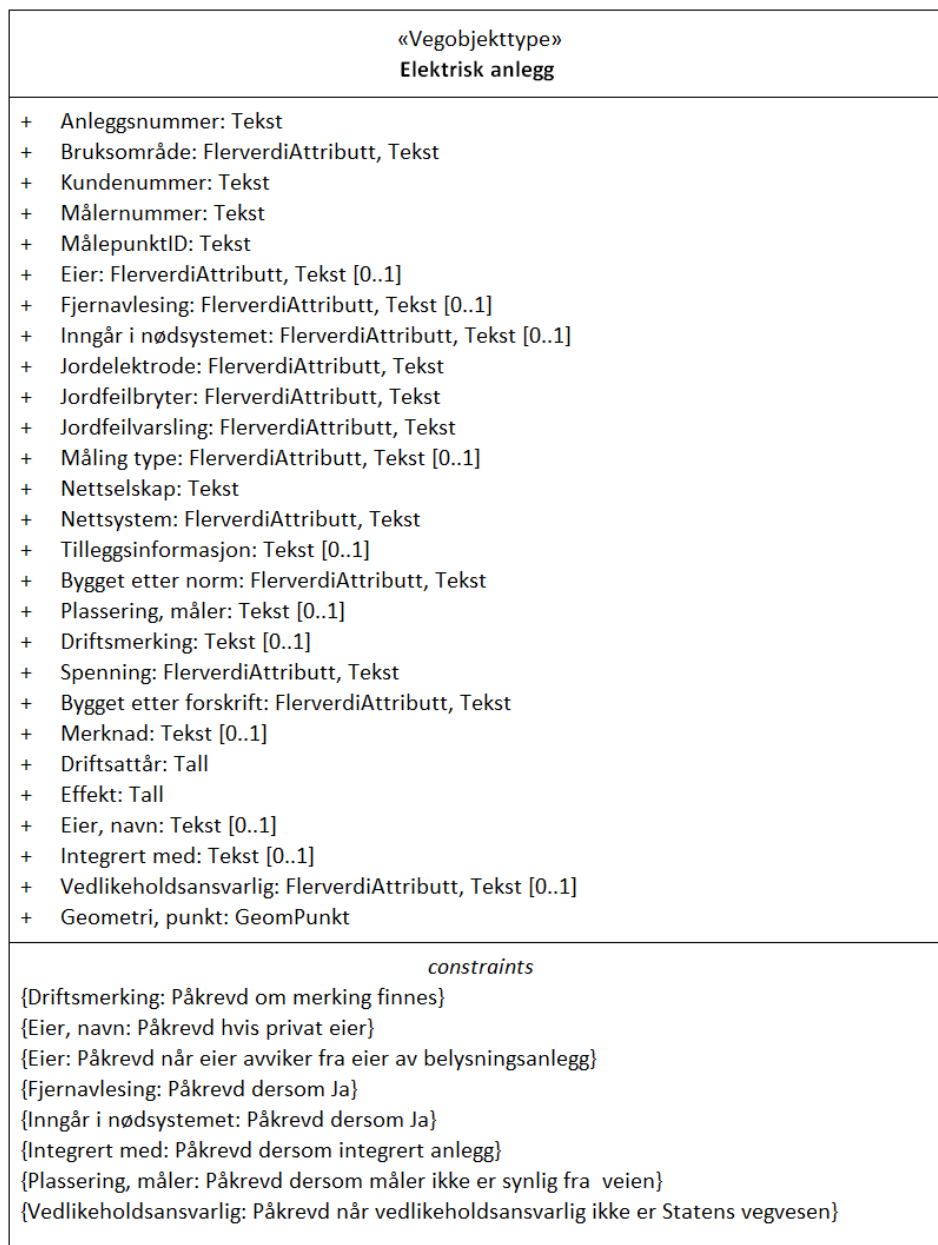 «Vegobjekttype»
Elektrisk anlegg
+ Anleggsnummer: Tekst
+ Bruksområde: FlerverdiAttributt, Tekst
+ Kundenummer: Tekst
+ Målernummer: Tekst
+ MålepunktID: Tekst
+ Eier: FlerverdiAttributt, Tekst [0..1]
+ Fjernavlesing: FlerverdiAttributt, Tekst [0..1]
+ Inngår i nødsystemet: FlerverdiAttributt, Tekst [0..1]
+ Jordelektrode: FlerverdiAttributt, Tekst
+ Jordfeilbryter: FlerverdiAttributt, Tekst
+ Jordfeilvarsling: FlerverdiAttributt, Tekst
+ Måling type: FlerverdiAttributt, Tekst [0..1]
+ Nettselskap: Tekst
+ Nettsystem: FlerverdiAttributt, Tekst
+ Tilleggsinformasjon: Tekst [0..1]
+ Bygget etter norm: FlerverdiAttributt, Tekst
+ Plassering, måler: Tekst [0..1]
+ Driftsmerking: Tekst [0..1]
+ Spenning: FlerverdiAttributt, Tekst
+ Bygget etter forskrift: FlerverdiAttributt, Tekst
+ Merknad: Tekst [0..1]
+ Driftsattår: Tall
+ Effekt: Tall
+ Eier, navn: Tekst [0..1]
+ Integrert med: Tekst [0..1]
+ Vedlikeholdsansvarlig: FlerverdiAttributt, Tekst [0..1]
+ Geometri, punkt: GeomPunkt
constraints
{Driftsmerking: Påkrevd om merking finnes}
{Eier, navn: Påkrevd hvis privat eier}
{Eier: Påkrevd når eier avviker fra eier av belysningsanlegg}
{Fjernavlesing: Påkrevd dersom Ja}
{Inngår i nødsystemet: Påkrevd dersom Ja}
{Integrert med: Påkrevd dersom integrert anlegg}
{Plassering, måler: Påkrevd dersom måler ikke er synlig fra  veien}
{Vedlikeholdsansvarlig: Påkrevd når vedlikeholdsansvarlig ikke er Statens vegvesen}